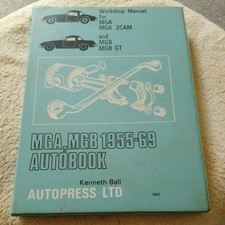 Workshop Manual
for
MGA
MGA 2CAM
and
MGB
MGB GT
MGA, MGB 1955-69
AUTOBOOK
Kenneth Ball
AUTOPRESS LTD